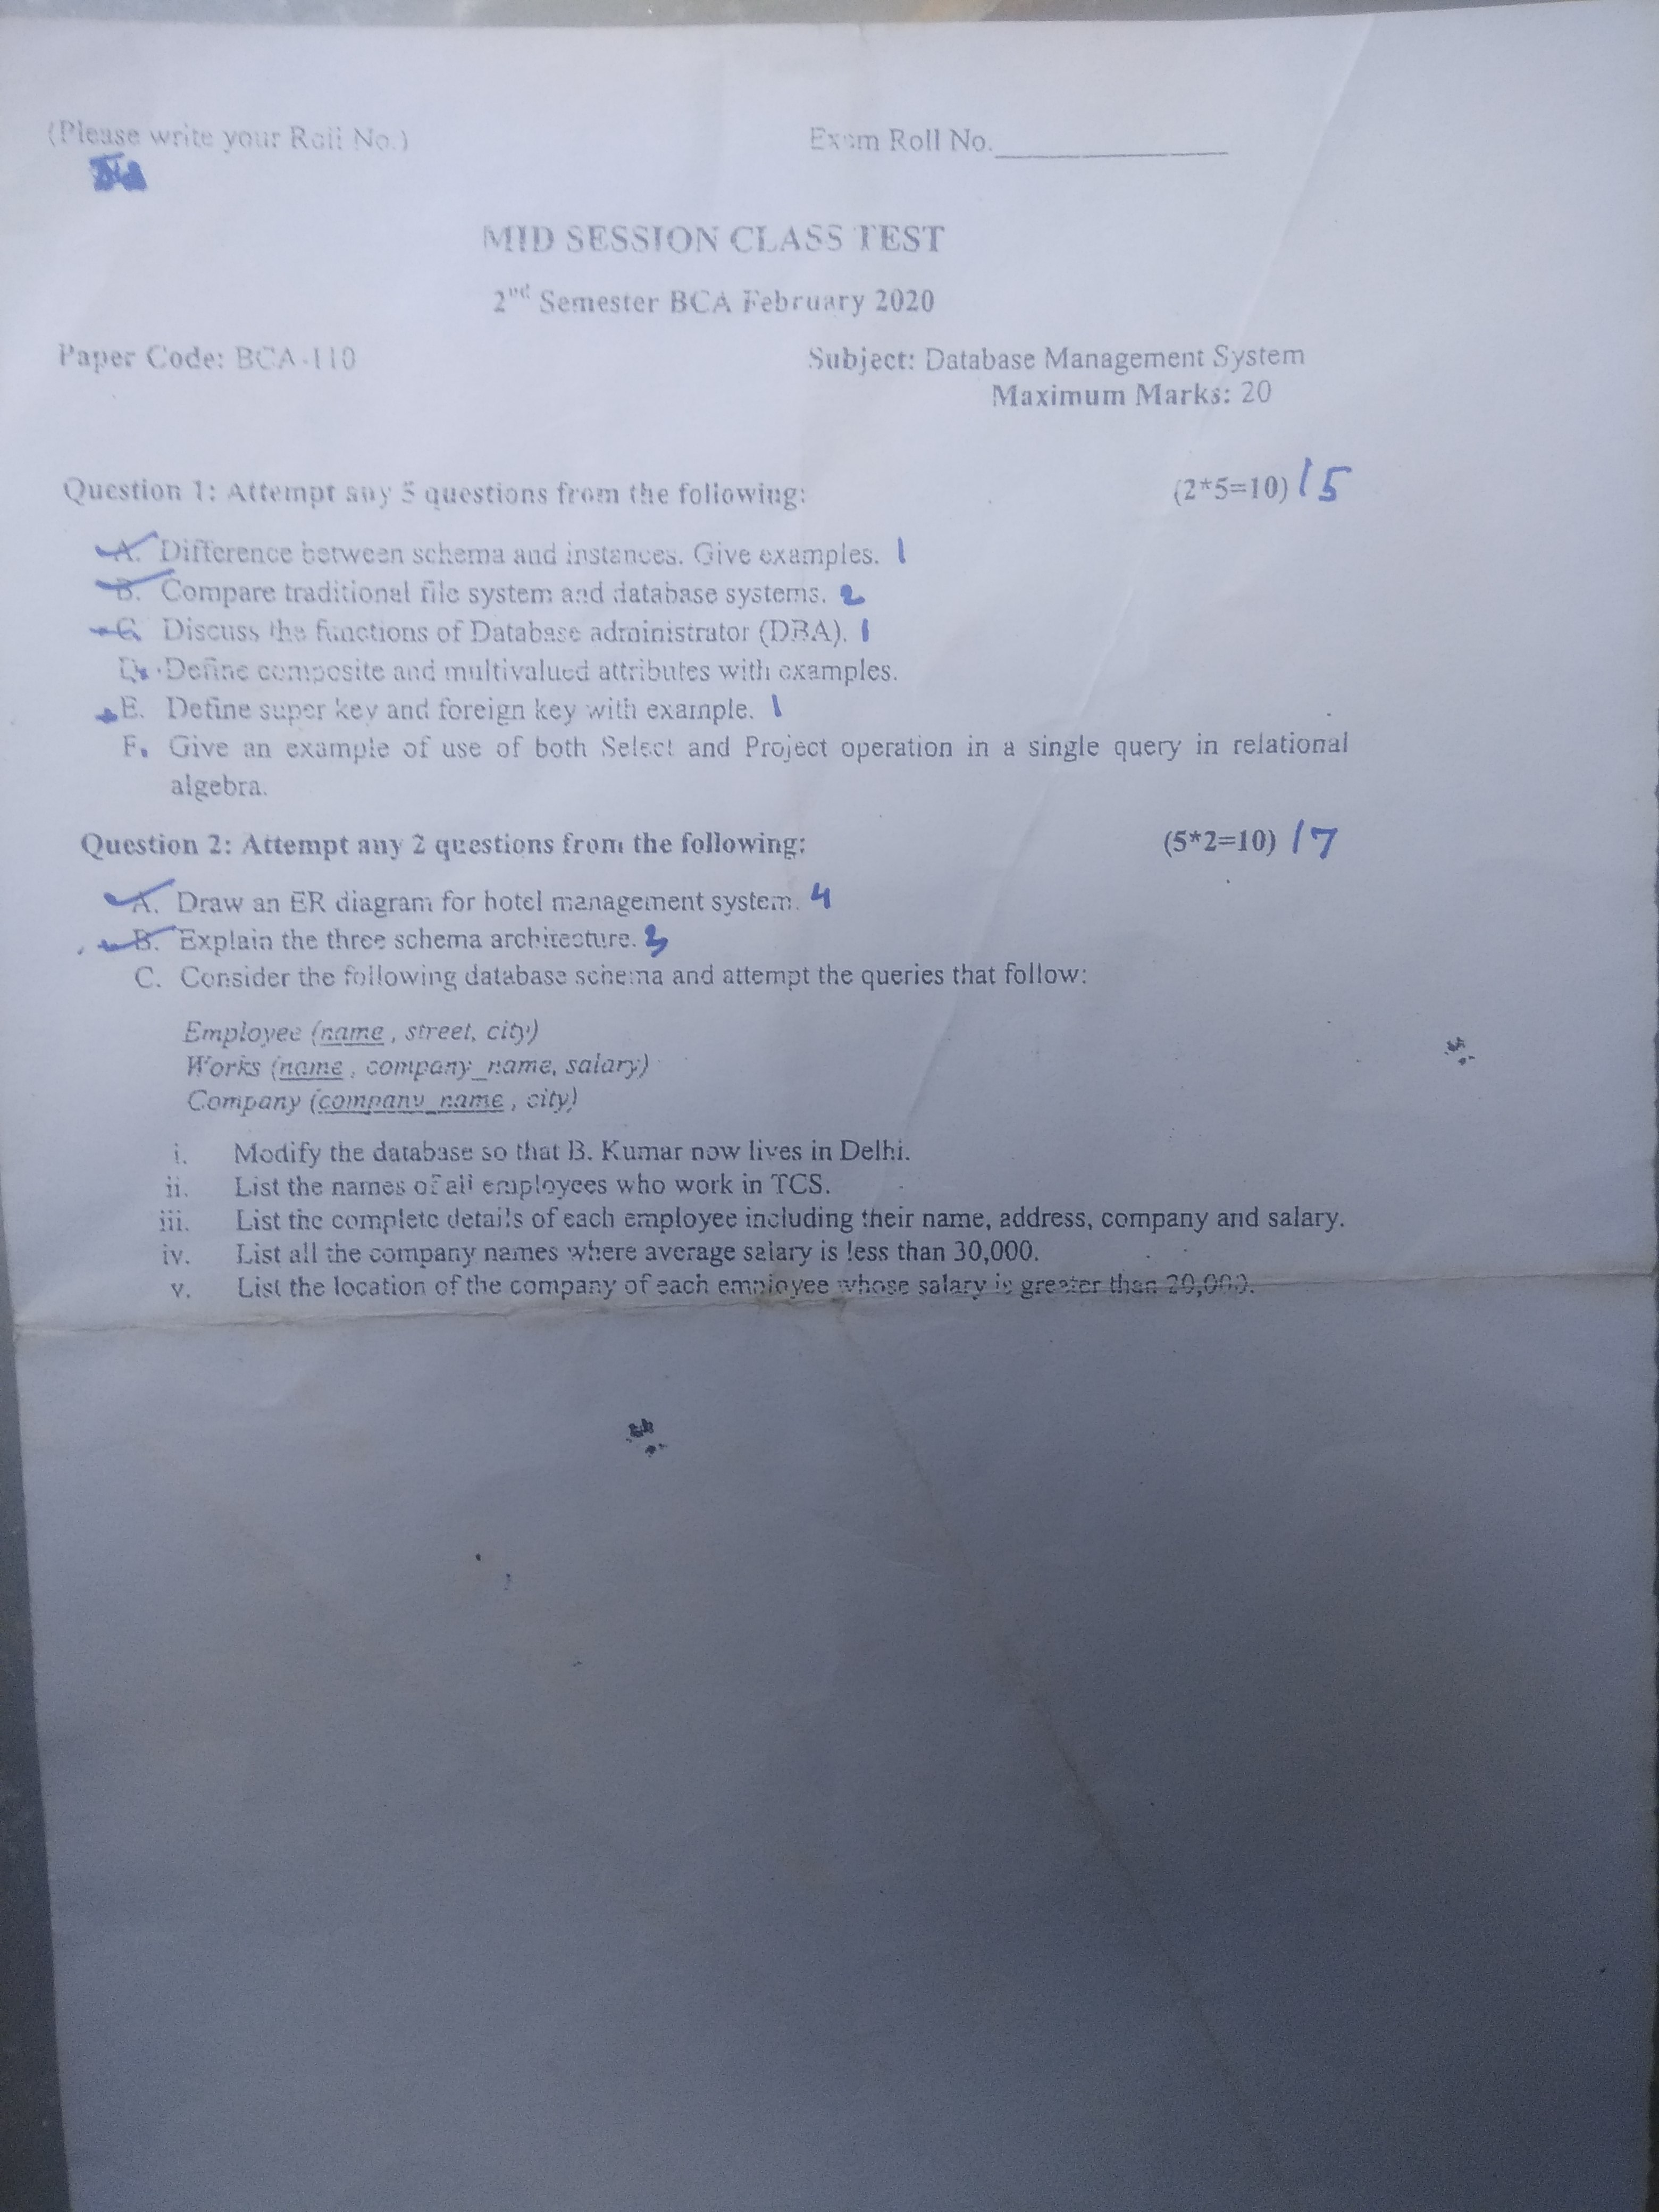 (Please write your Roll No.)
Exam Roll No.
MID SESSION CLASS TEST
2nd Semester BCA February 2020
Paper Code: BCA-110
Subject: Database Management System
Maximum Marks: 20
Question 1: Attempt any 5 questions from the following: (2*5=10) / 5
A. Difference between schema and instances. Give examples. 1
B. Compare traditional file system and database systems. 2
C. Discuss the functions of Database administrator (DBA). 1
D. Define composite and multivalued attributes with examples.
E. Define super key and foreign key with example. 1
F. Give an example of use of both Select and Project operation in a single query in relational
algebra.
Question 2: Attempt any 2 questions from the following: (5*2=10) / 7
A. Draw an ER diagram for hotel management system. 4
B. Explain the three schema architecture. 3
C. Consider the following database schema and attempt the queries that follow:
Employee (name , street, city)
Works (name , company_name, salary)
Company (company_name , city)
i. Modify the database so that B. Kumar now lives in Delhi.
ii. List the names of all employees who work in TCS.
iii. List the complete details of each employee including their name, address, company and salary.
iv. List all the company names where average salary is less than 30,000.
v. List the location of the company of each employee whose salary is greater than 20,000.